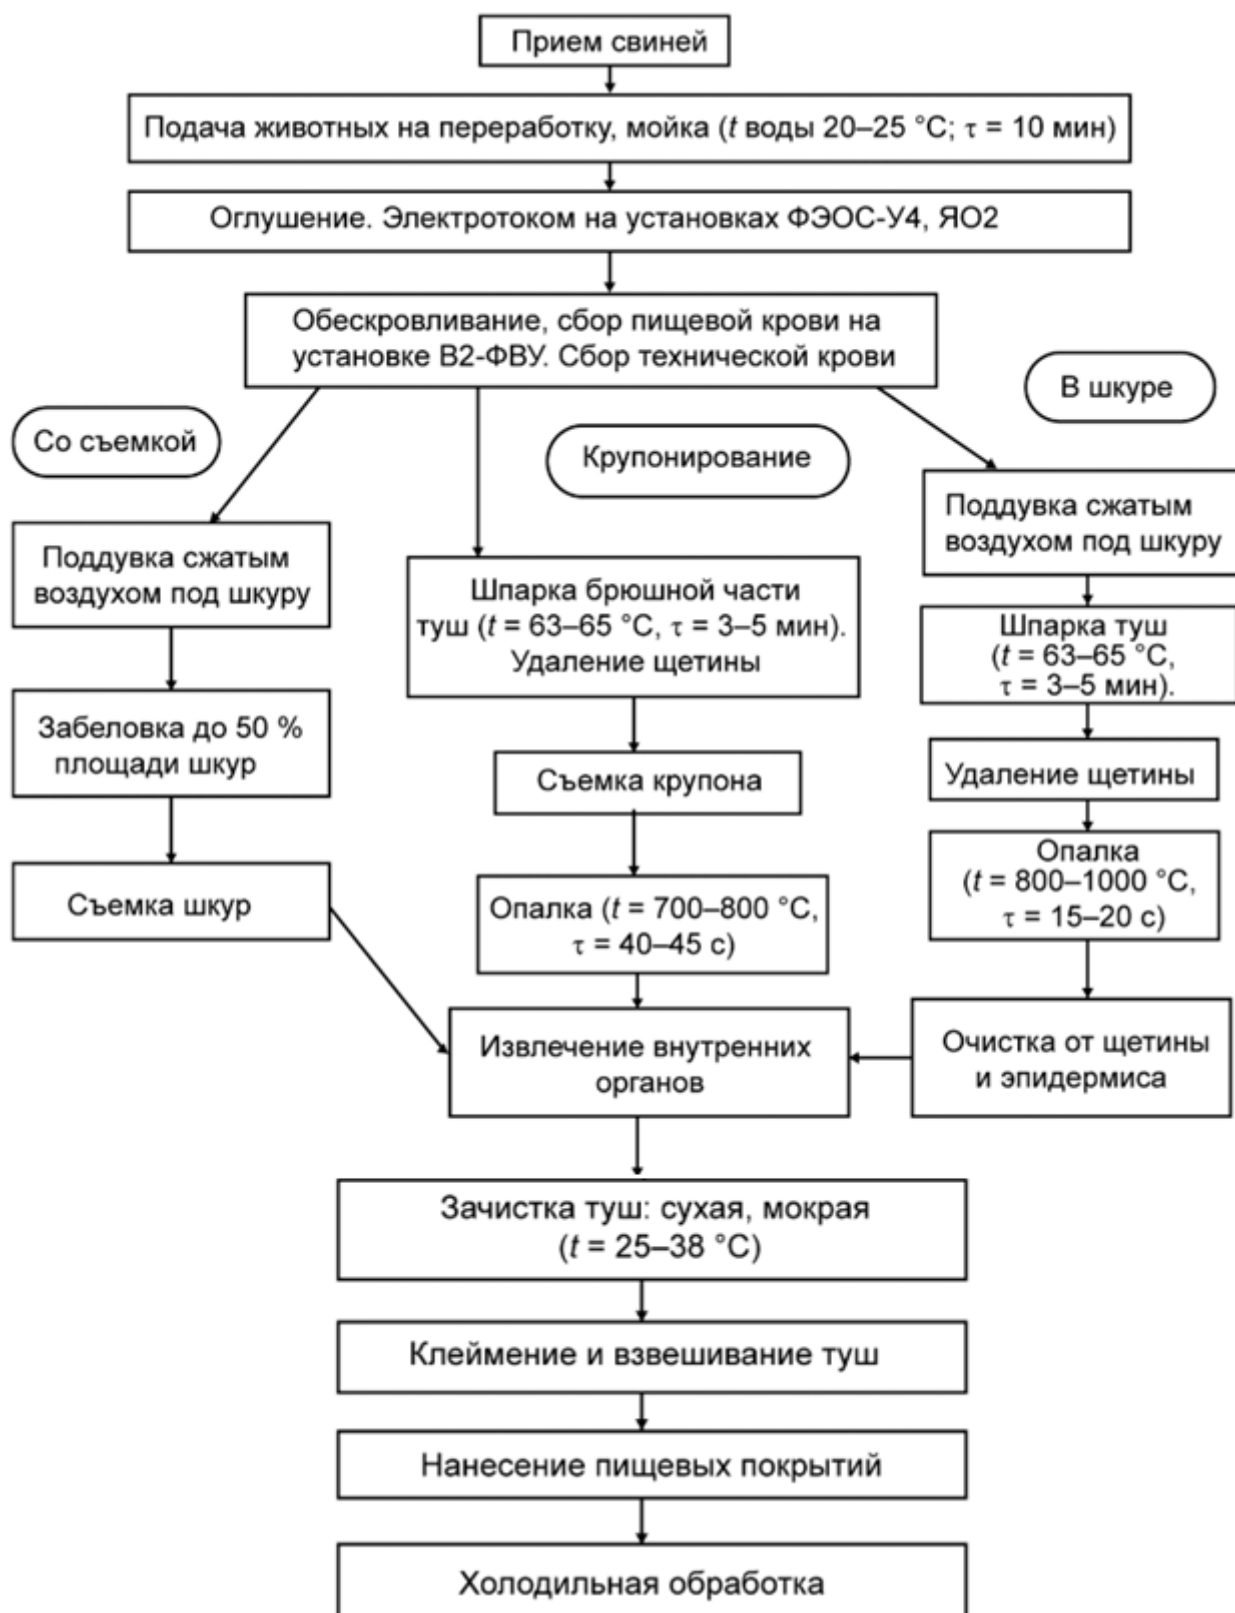 Прием свиней
Подача животных на переработку, мойка (t воды 20–25 °C; τ = 10 мин)
Оглушение. Электротоком на установках ФЭОС-У4, ЯО2
Обескровливание, сбор пищевой крови на
установке В2-ФВУ. Сбор технической крови
Со съемкой
Крупонирование
В шкуре
Поддувка сжатым
воздухом под шкуру
Забеловка до 50 %
площади шкур
Съемка шкур
Шпарка брюшной части
туш (t = 63–65 °C, τ = 3–5 мин).
Удаление щетины
Съемка крупона
Опалка (t = 700–800 °C,
τ = 40–45 с)
Поддувка сжатым
воздухом под шкуру
Шпарка туш
(t = 63–65 °C,
τ = 3–5 мин).
Удаление щетины
Опалка
(t = 800–1000 °C,
τ = 15–20 с)
Очистка от щетины
и эпидермиса
Извлечение внутренних
органов
Зачистка туш: сухая, мокрая
(t = 25–38 °C)
Клеймение и взвешивание туш
Нанесение пищевых покрытий
Холодильная обработка